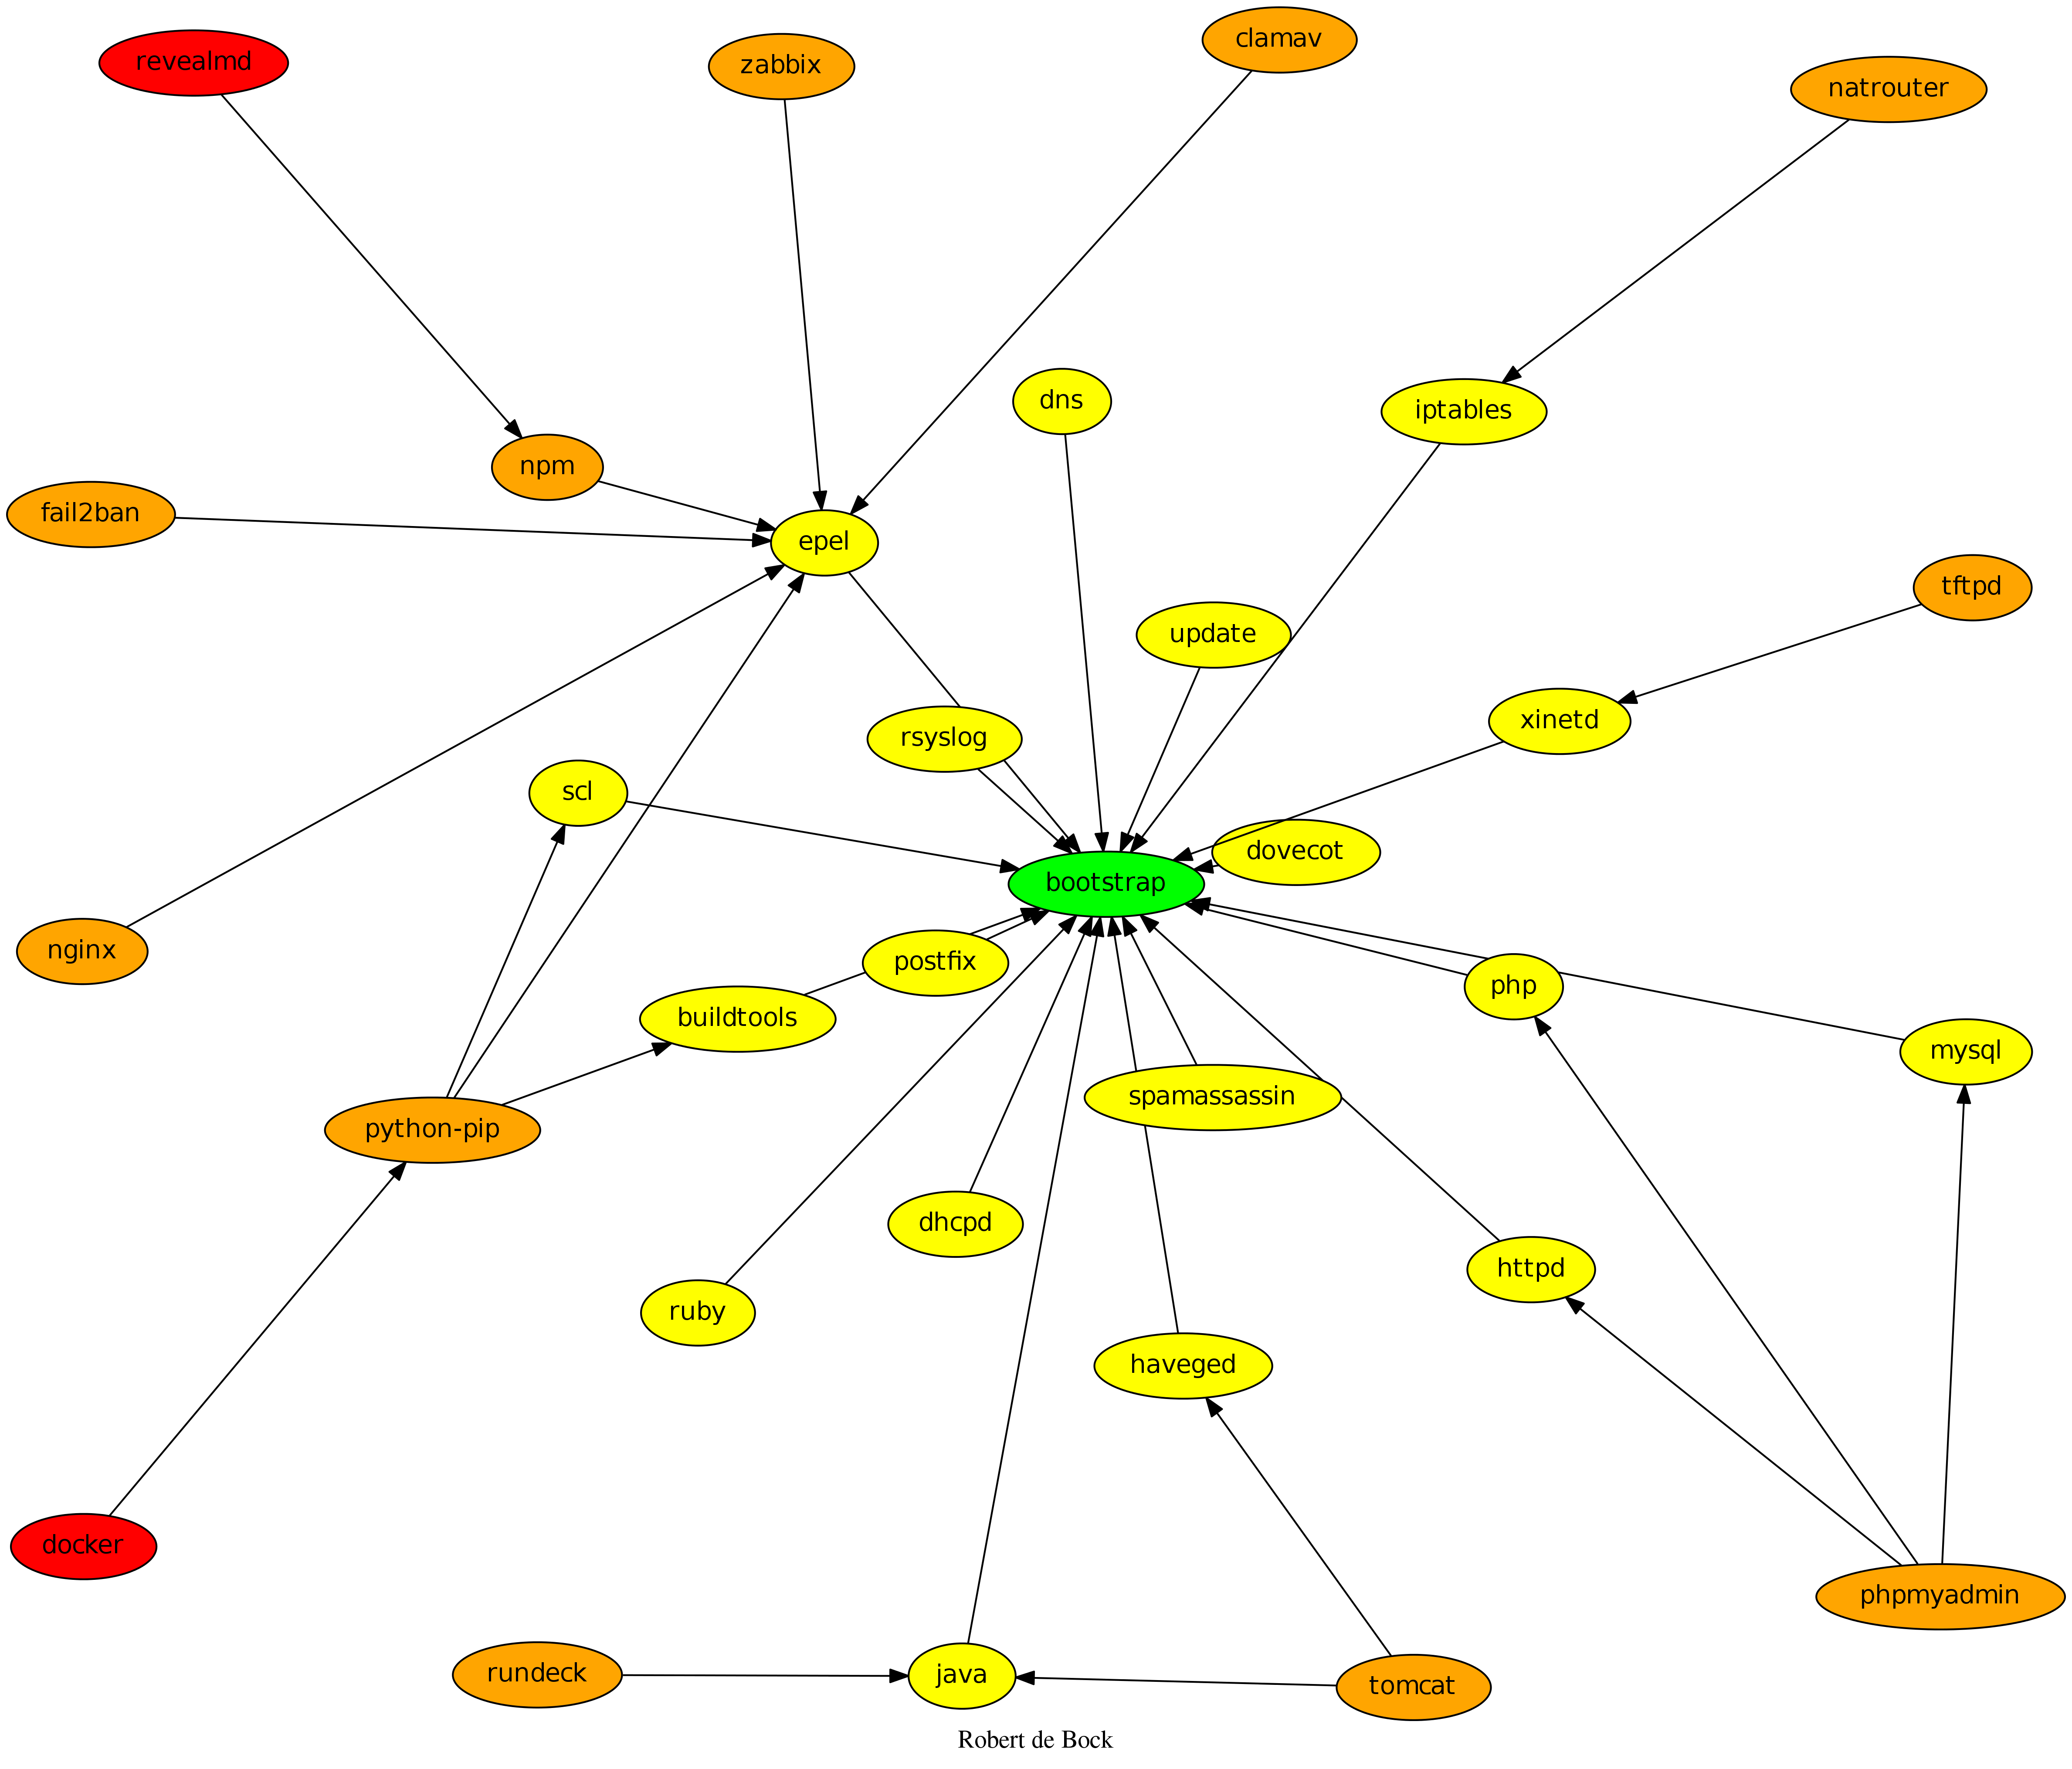 clamav
revealmd
zabbix
natrouter
dns
iptables
npm
fail2ban
epel
tftpd
update
xinetd
rsyslog
scl
dovecot
bootstrap
nginx
postfix
php
buildtools
mysql
spamassassin
python-pip
dhcpd
httpd
ruby
haveged
docker
phpmyadmin
rundeck
java
tomcat
Robert de Bock